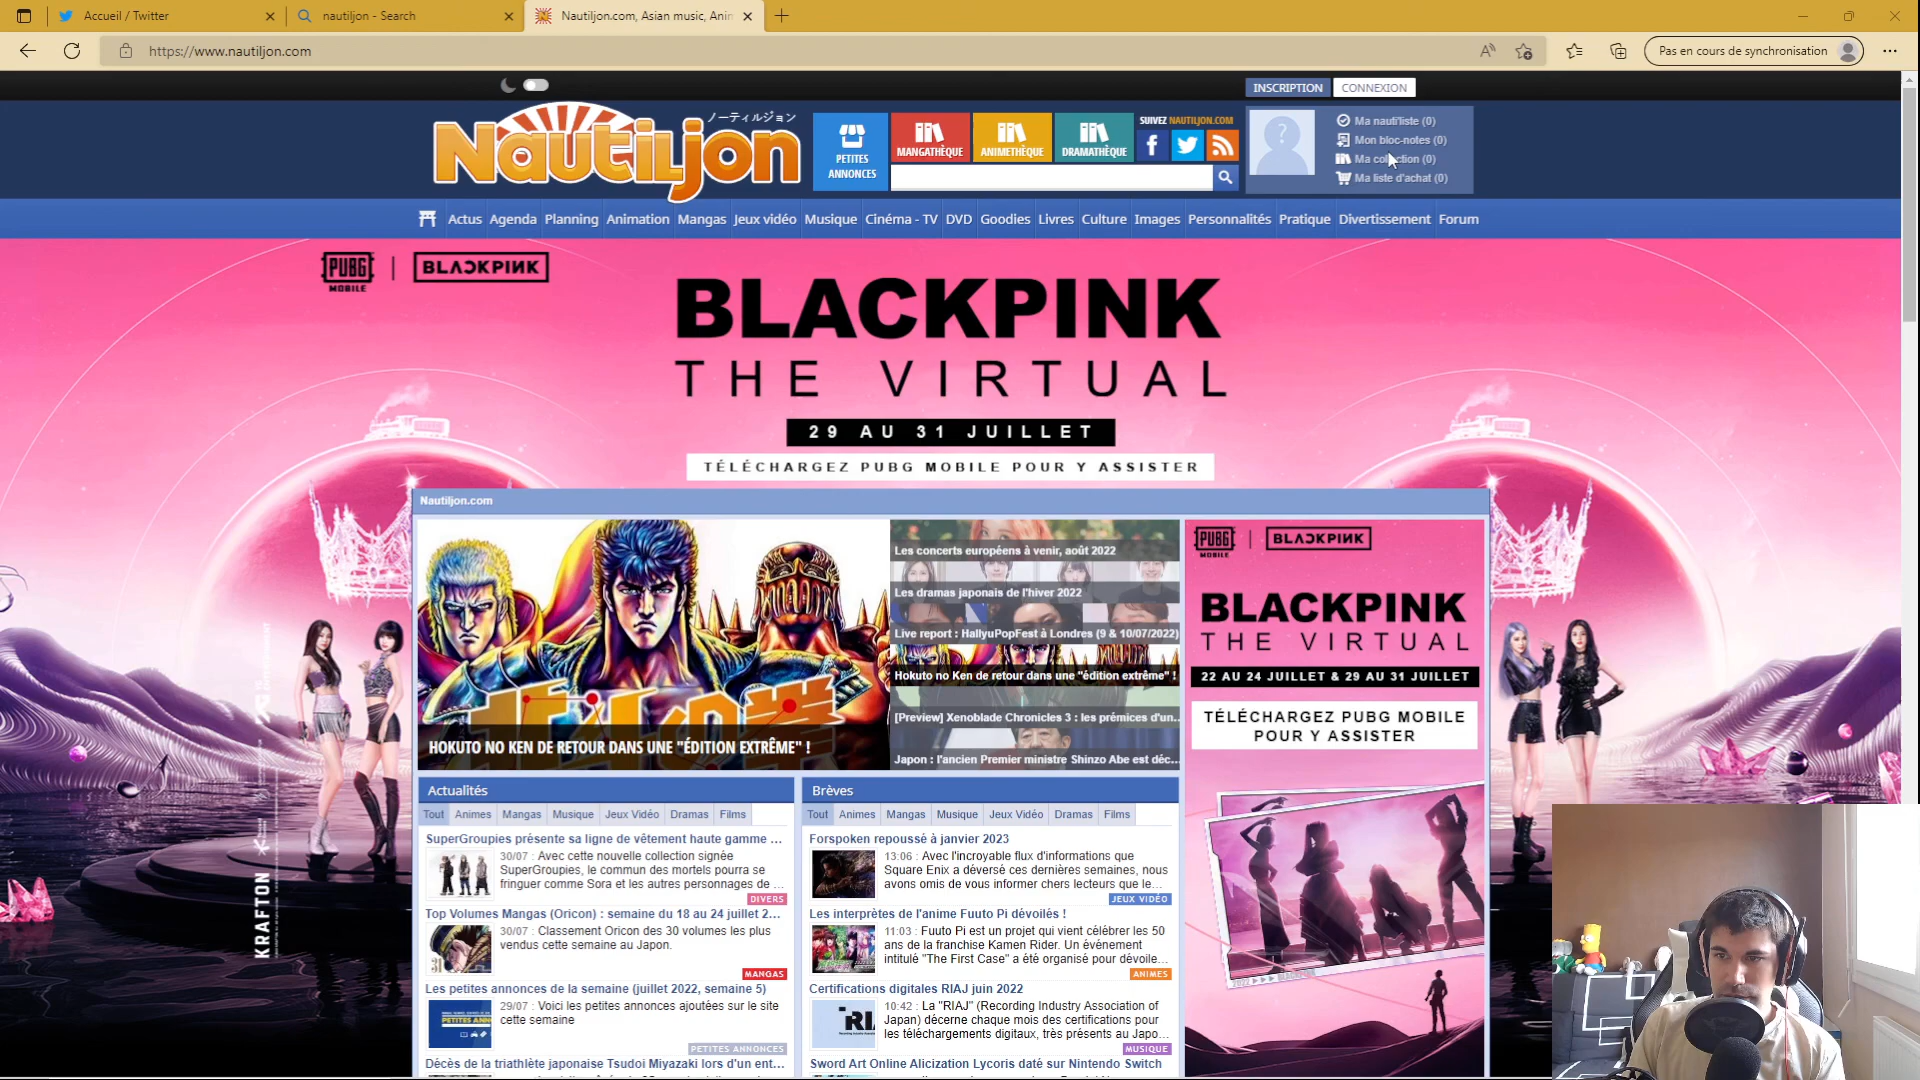 Accueil / Twitter
nautiljon - Search
Nautiljon.com, Asian music, Anin
https://www.nautiljon.com
Pas en cours de synchronisation
INSCRIPTION
CONNEXION
ノーティルジョン
Nautiljon
PETITES
ANNONCES
MANGATHÈQUE
ANIMETHÈQUE
DRAMATHÈQUE
SUIVEZ NAUTILJON.COM
Ma nautiliste (0)
Mon bloc-notes (0)
Ma collection (0)
Ma liste d'achat (0)
Actus Agenda Planning Animation Mangas Jeux vidéo Musique Cinéma - TV DVD Goodies Livres Culture Images Personnalités Pratique Divertissement Forum
PUBG
MOBILE
BLACKPINK
BLACKPINK
THE VIRTUAL
29 AU 31 JUILLET
TÉLÉCHARGEZ PUBG MOBILE POUR Y ASSISTER
Nautiljon.com
HOKUTO NO KEN DE RETOUR DANS UNE "ÉDITION EXTRÊME" !
Les concerts européens à venir, août 2022
Les dramas japonais de l'hiver 2022
Live report : HallyuPopFest à Londres (9 & 10/07/2022)
Hokuto no Ken de retour dans une "édition extrême" !
[Preview] Xenoblade Chronicles 3 : les prémices d'un...
Japon : l'ancien Premier ministre Shinzo Abe est déc...
PUBG
MOBILE
BLACKPINK
BLACKPINK
THE VIRTUAL
22 AU 24 JUILLET & 29 AU 31 JUILLET
TÉLÉCHARGEZ PUBG MOBILE
POUR Y ASSISTER
KRAFTON
Actualités
Tout Animes Mangas Musique Jeux Vidéo Dramas Films
SuperGroupies présente sa ligne de vêtement haute gamme ...
30/07 : Avec cette nouvelle collection signée
SuperGroupies, le commun des mortels pourra se
fringuer comme Sora et les autres personnages de ...
DIVERS
Top Volumes Mangas (Oricon) : semaine du 18 au 24 juillet 2...
30/07 : Classement Oricon des 30 volumes les plus
vendus cette semaine au Japon.
MANGAS
Les petites annonces de la semaine (juillet 2022, semaine 5)
29/07 : Voici les petites annonces ajoutées sur le site
cette semaine
PETITES ANNONCES
Décès de la triathlète japonaise Tsudoi Miyazaki lors d'un ent...
Brèves
Tout Animes Mangas Musique Jeux Vidéo Dramas Films
Forspoken repoussé à janvier 2023
13:06 : Avec l'incroyable flux d'informations que
Square Enix a déversé ces dernières semaines, nous
avons omis de vous informer chers lecteurs que le...
JEUX VIDÉO
Les interprètes de l'anime Fuuto Pi dévoilés !
11:03 : Fuuto Pi est un projet qui vient célébrer les 50
ans de la franchise Kamen Rider. Un événement
intitulé "The First Case" a été organisé pour dévoile...
ANIMES
Certifications digitales RIAJ juin 2022
10:42 : La "RIAJ" (Recording Industry Association of
Japan) décerne chaque mois des certifications pour
les téléchargements digitaux, très présents au Japo...
MUSIQUE
Sword Art Online Alicization Lycoris daté sur Nintendo Switch